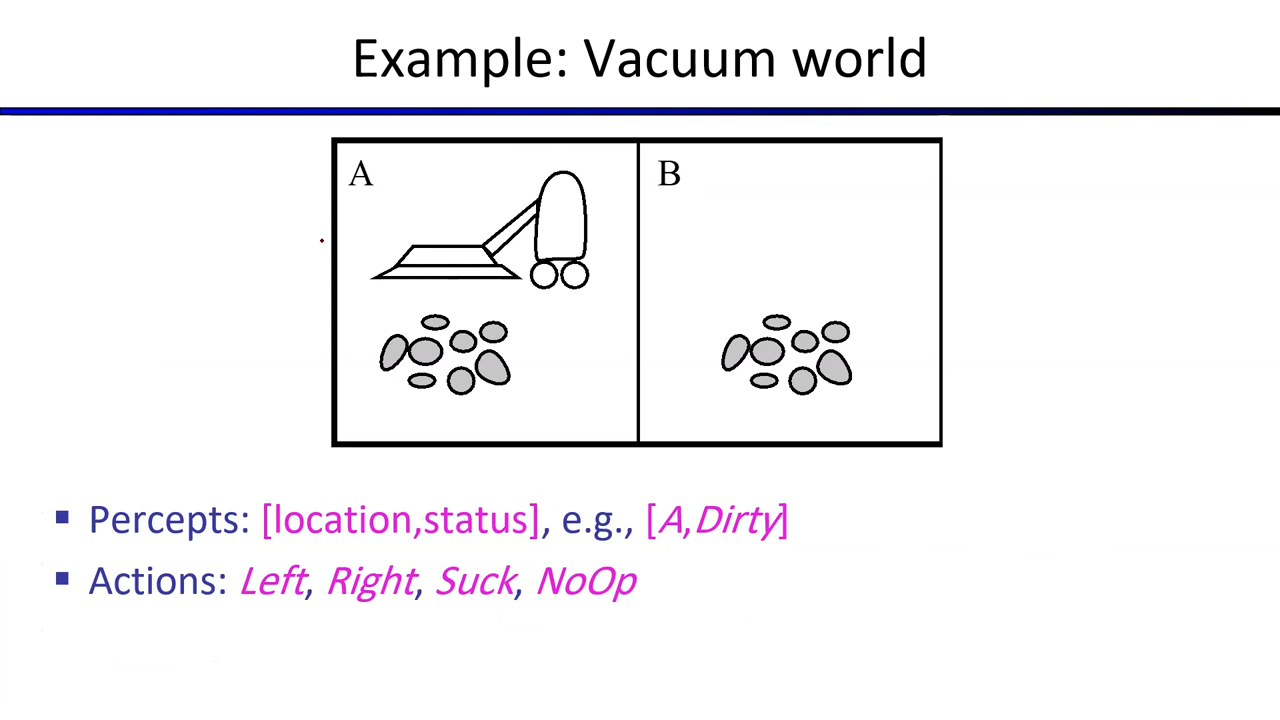 Example: Vacuum world
A
B
▪ Percepts: [location,status], e.g., [A,Dirty]
▪ Actions: Left, Right, Suck, NoOp